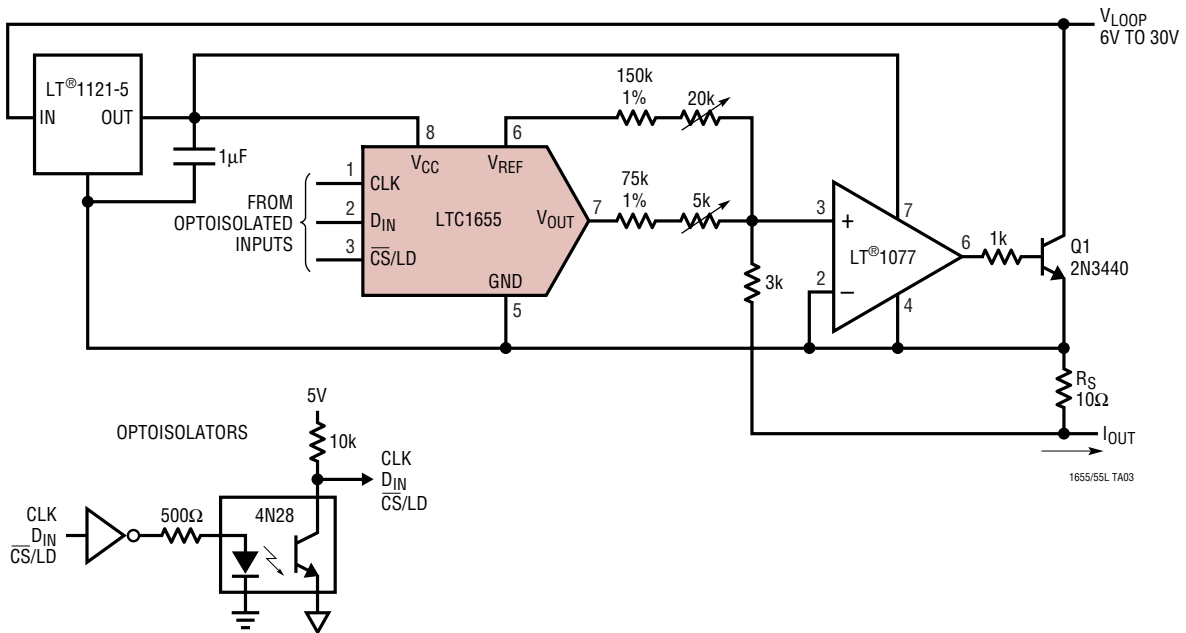 VLOOP
6V TO 30V
LT®1121-5
IN
OUT
1µF
150k
1%
20k
8
6
VCC
VREF
1
CLK
2
DIN
3
CS/LD
FROM
OPTOISOLATED
INPUTS
LTC1655
VOUT
7
GND
5
75k
1%
5k
3k
3
+
2
–
LT®1077
7
6
4
1k
Q1
2N3440
RS
10Ω
IOUT
1655/55L TA03
OPTOISOLATORS
5V
10k
CLK
DIN
CS/LD
CLK
DIN
CS/LD
500Ω
4N28